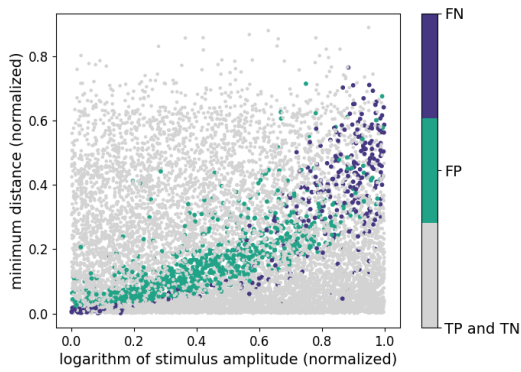 FN
0.8
0.6
FP
0.4
0.2
0.0
TP and TN
0.0 0.2 0.4 0.6 0.8 1.0
logarithm of stimulus amplitude (normalized)
minimum distance (normalized)